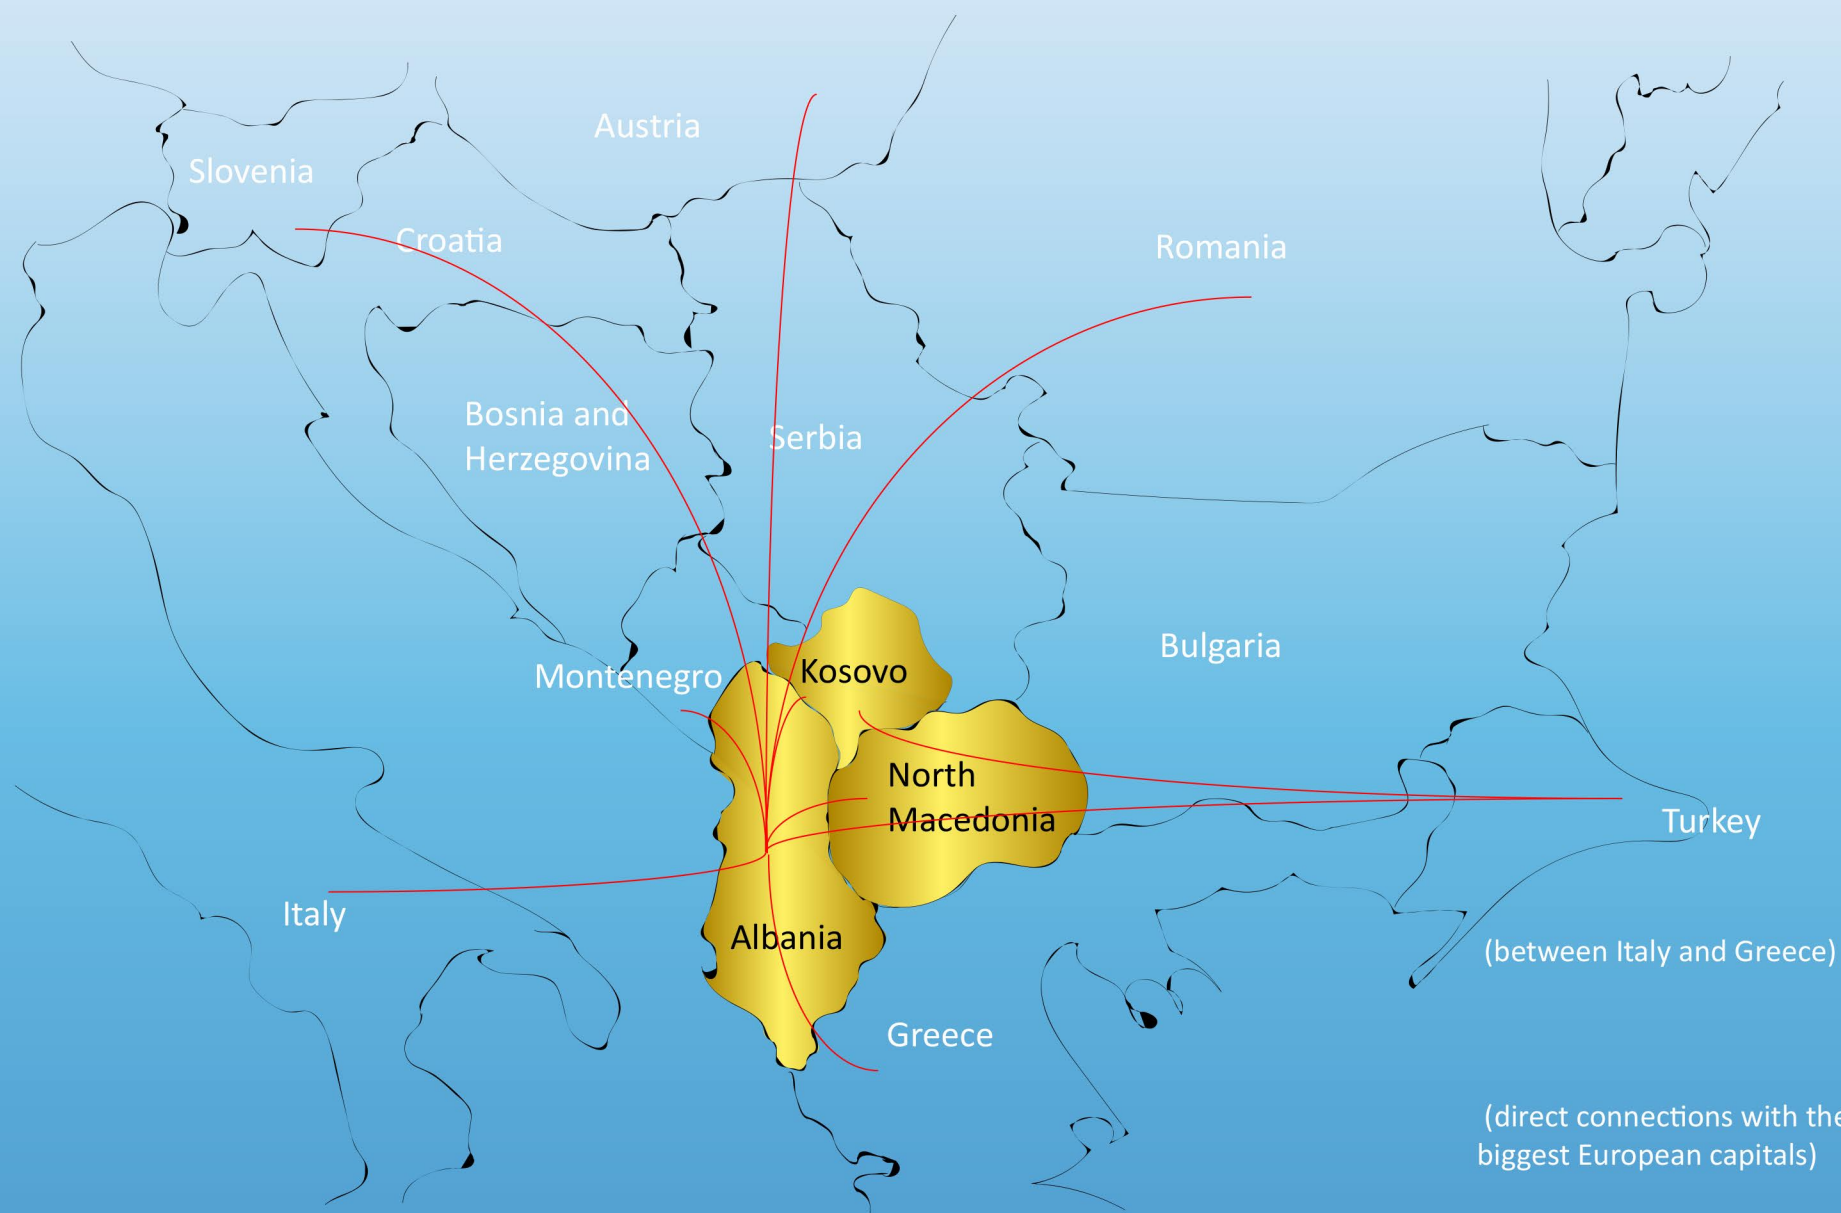 Austria
Slovenia
Croatia
Romania
Bosnia and
Herzegovina
Serbia
Bulgaria
Montenegro
Kosovo
North
Macedonia
Turkey
Italy
Albania
(between Italy and Greece)
Greece
(direct connections with the
biggest European capitals)